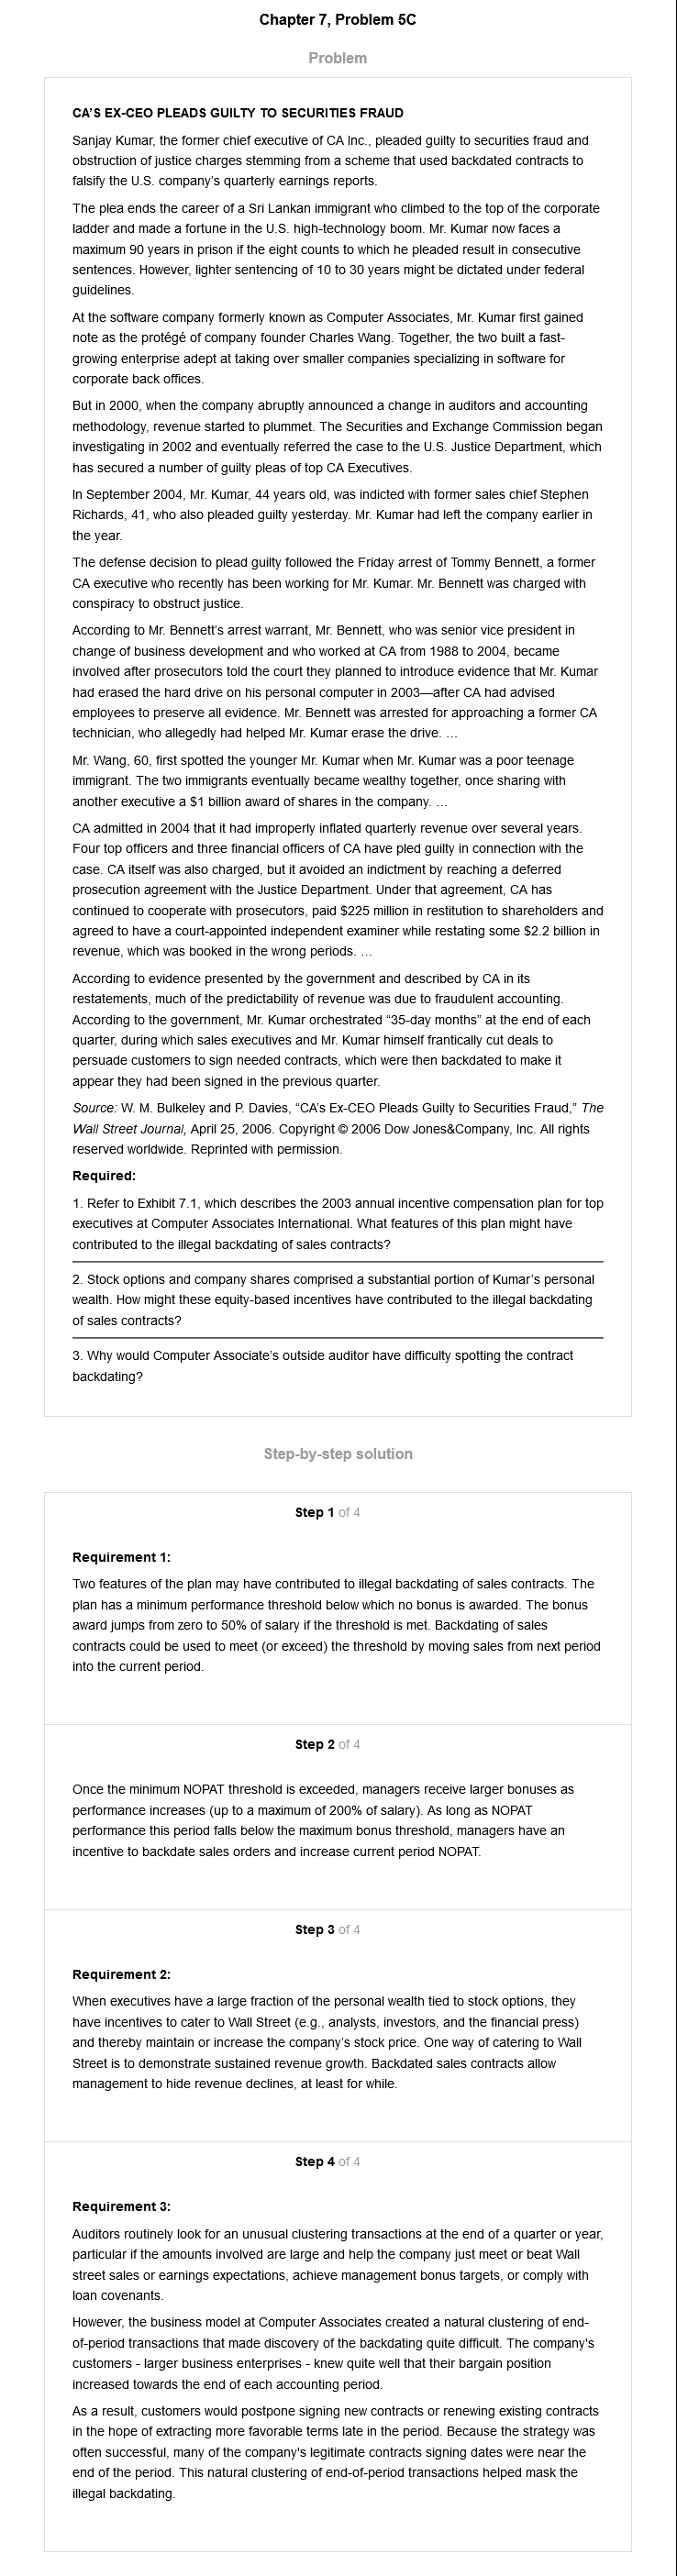 Chapter 7, Problem 5C
Problem
CA’S EX-CEO PLEADS GUILTY TO SECURITIES FRAUD
Sanjay Kumar, the former chief executive of CA Inc., pleaded guilty to securities fraud and
obstruction of justice charges stemming from a scheme that used backdated contracts to
falsify the U.S. company’s quarterly earnings reports.
The plea ends the career of a Sri Lankan immigrant who climbed to the top of the corporate
ladder and made a fortune in the U.S. high-technology boom. Mr. Kumar now faces a
maximum 90 years in prison if the eight counts to which he pleaded result in consecutive
sentences. However, lighter sentencing of 10 to 30 years might be dictated under federal
guidelines.
At the software company formerly known as Computer Associates, Mr. Kumar first gained
note as the protégé of company founder Charles Wang. Together, the two built a fast-
growing enterprise adept at taking over smaller companies specializing in software for
corporate back offices.
But in 2000, when the company abruptly announced a change in auditors and accounting
methodology, revenue started to plummet. The Securities and Exchange Commission began
investigating in 2002 and eventually referred the case to the U.S. Justice Department, which
has secured a number of guilty pleas of top CA Executives.
In September 2004, Mr. Kumar, 44 years old, was indicted with former sales chief Stephen
Richards, 41, who also pleaded guilty yesterday. Mr. Kumar had left the company earlier in
the year.
The defense decision to plead guilty followed the Friday arrest of Tommy Bennett, a former
CA executive who recently has been working for Mr. Kumar. Mr. Bennett was charged with
conspiracy to obstruct justice.
According to Mr. Bennett’s arrest warrant, Mr. Bennett, who was senior vice president in
change of business development and who worked at CA from 1988 to 2004, became
involved after prosecutors told the court they planned to introduce evidence that Mr. Kumar
had erased the hard drive on his personal computer in 2003—after CA had advised
employees to preserve all evidence. Mr. Bennett was arrested for approaching a former CA
technician, who allegedly had helped Mr. Kumar erase the drive. …
Mr. Wang, 60, first spotted the younger Mr. Kumar when Mr. Kumar was a poor teenage
immigrant. The two immigrants eventually became wealthy together, once sharing with
another executive a $1 billion award of shares in the company. …
CA admitted in 2004 that it had improperly inflated quarterly revenue over several years.
Four top officers and three financial officers of CA have pled guilty in connection with the
case. CA itself was also charged, but it avoided an indictment by reaching a deferred
prosecution agreement with the Justice Department. Under that agreement, CA has
continued to cooperate with prosecutors, paid $225 million in restitution to shareholders and
agreed to have a court-appointed independent examiner while restating some $2.2 billion in
revenue, which was booked in the wrong periods. …
According to evidence presented by the government and described by CA in its
restatements, much of the predictability of revenue was due to fraudulent accounting.
According to the government, Mr. Kumar orchestrated “35-day months” at the end of each
quarter, during which sales executives and Mr. Kumar himself frantically cut deals to
persuade customers to sign needed contracts, which were then backdated to make it
appear they had been signed in the previous quarter.
Source: W. M. Bulkeley and P. Davies, “CA’s Ex-CEO Pleads Guilty to Securities Fraud,” The
Wall Street Journal, April 25, 2006. Copyright © 2006 Dow Jones&Company, Inc. All rights
reserved worldwide. Reprinted with permission.
Required:
1. Refer to Exhibit 7.1, which describes the 2003 annual incentive compensation plan for top
executives at Computer Associates International. What features of this plan might have
contributed to the illegal backdating of sales contracts?
2. Stock options and company shares comprised a substantial portion of Kumar’s personal
wealth. How might these equity-based incentives have contributed to the illegal backdating
of sales contracts?
3. Why would Computer Associate’s outside auditor have difficulty spotting the contract
backdating?
Step-by-step solution
Step 1 of 4
Requirement 1:
Two features of the plan may have contributed to illegal backdating of sales contracts. The
plan has a minimum performance threshold below which no bonus is awarded. The bonus
award jumps from zero to 50% of salary if the threshold is met. Backdating of sales
contracts could be used to meet (or exceed) the threshold by moving sales from next period
into the current period.
Step 2 of 4
Once the minimum NOPAT threshold is exceeded, managers receive larger bonuses as
performance increases (up to a maximum of 200% of salary). As long as NOPAT
performance this period falls below the maximum bonus threshold, managers have an
incentive to backdate sales orders and increase current period NOPAT.
Step 3 of 4
Requirement 2:
When executives have a large fraction of the personal wealth tied to stock options, they
have incentives to cater to Wall Street (e.g., analysts, investors, and the financial press)
and thereby maintain or increase the company’s stock price. One way of catering to Wall
Street is to demonstrate sustained revenue growth. Backdated sales contracts allow
management to hide revenue declines, at least for while.
Step 4 of 4
Requirement 3:
Auditors routinely look for an unusual clustering transactions at the end of a quarter or year,
particular if the amounts involved are large and help the company just meet or beat Wall
street sales or earnings expectations, achieve management bonus targets, or comply with
loan covenants.
However, the business model at Computer Associates created a natural clustering of end-
of-period transactions that made discovery of the backdating quite difficult. The company's
customers - larger business enterprises - knew quite well that their bargain position
increased towards the end of each accounting period.
As a result, customers would postpone signing new contracts or renewing existing contracts
in the hope of extracting more favorable terms late in the period. Because the strategy was
often successful, many of the company's legitimate contracts signing dates were near the
end of the period. This natural clustering of end-of-period transactions helped mask the
illegal backdating.